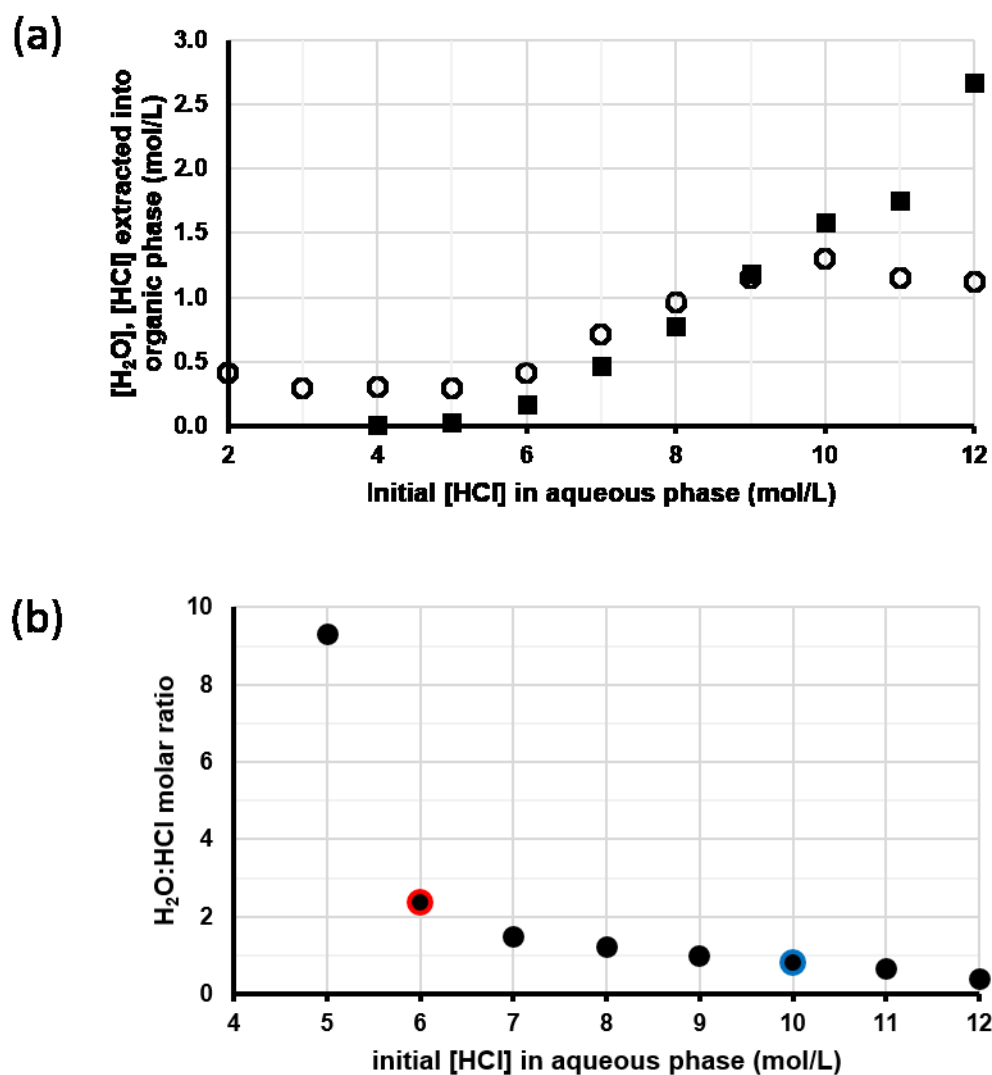 (a)
[H₂O], [HCl] extracted into
organic phase (mol/L)
3.0
2.5
2.0
1.5
1.0
0.5
0.0
2 4 6 8 10 12
Initial [HCl] in aqueous phase (mol/L)
(b)
H₂O:HCl molar ratio
10
8
6
4
2
0
4 5 6 7 8 9 10 11 12
initial [HCl] in aqueous phase (mol/L)